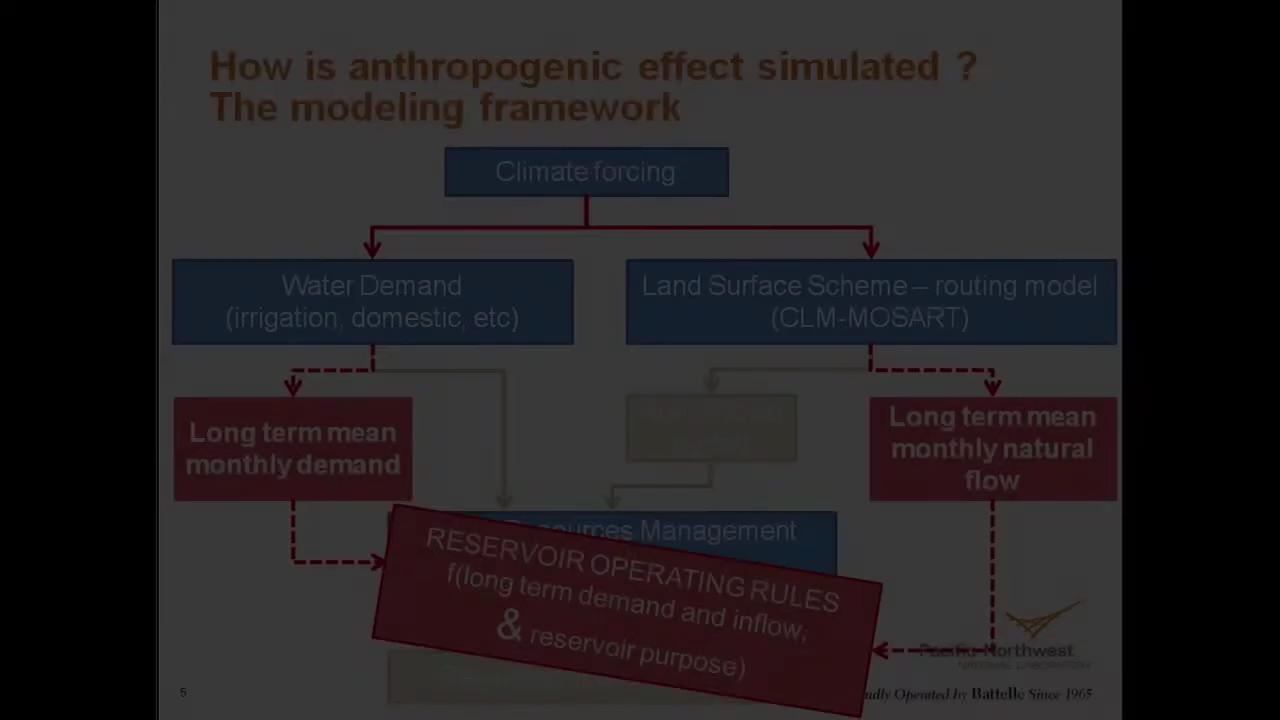 How is anthropogenic effect simulated ?
The modeling framework
Climate forcing
Water Demand
(irrigation, domestic, etc)
Land Surface Scheme – routing model
(CLM-MOSART)
Long term mean
monthly demand
Long term mean
monthly natural
flow
Resources Management
RESERVOIR OPERATING RULES
f(long term demand and inflow,
& reservoir purpose)
Pacific Northwest
NATIONAL LABORATORY
Operated by Battelle Since 1965
5